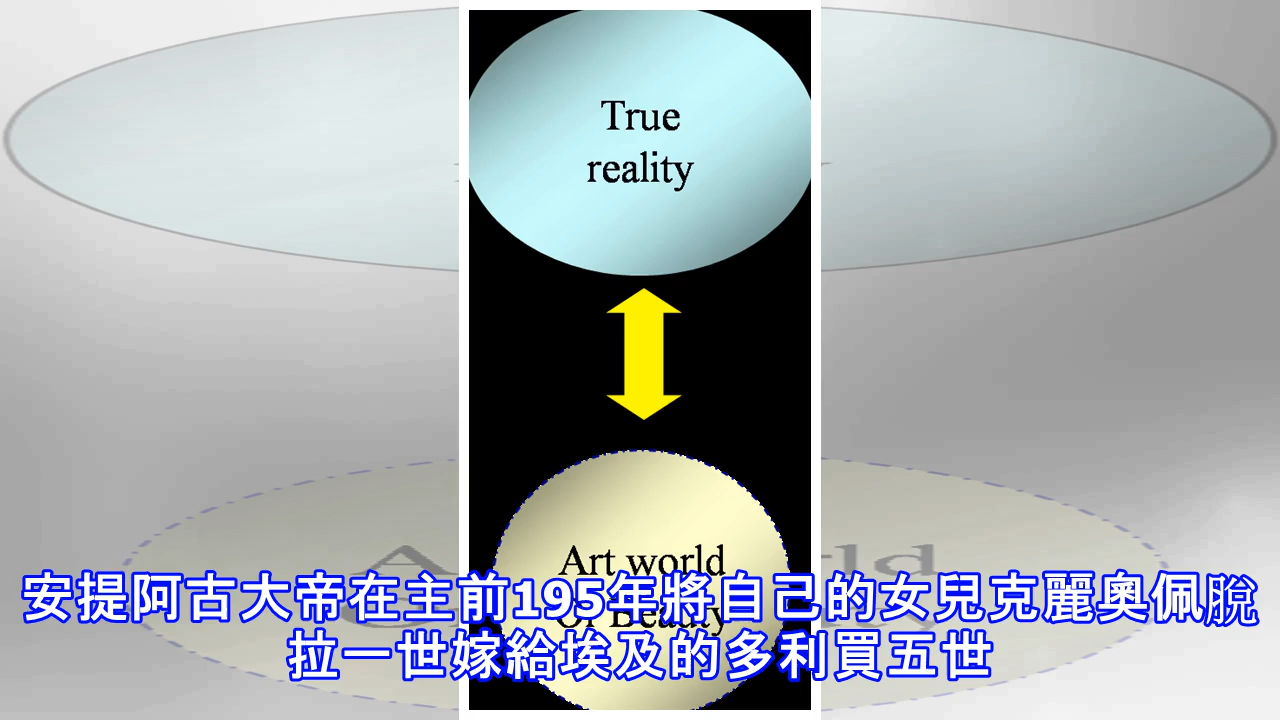 True
reality
Art world
Of Beauty
安提阿古大帝在主前195年將自己的女兒克麗奧佩脫
拉一世嫁給埃及的多利買五世